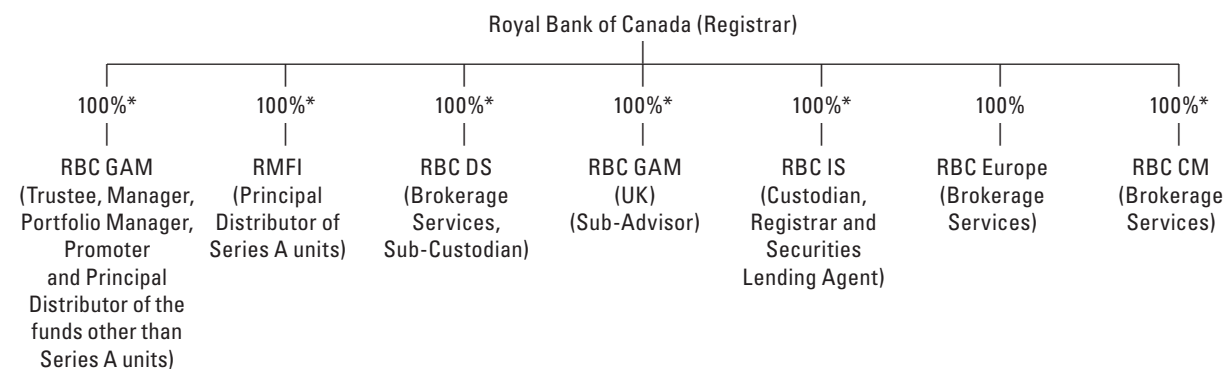 Royal Bank of Canada (Registrar)
100%*
100%*
100%*
100%*
100%*
100%
100%*
RBC GAM
(Trustee, Manager,
Portfolio Manager,
Promoter
and Principal
Distributor of the
funds other than
Series A units)
RMFI
(Principal
Distributor of
Series A units)
RBC DS
(Brokerage
Services,
Sub-Custodian)
RBC GAM
(UK)
(Sub-Advisor)
RBC IS
(Custodian,
Registrar and
Securities
Lending Agent)
RBC Europe
(Brokerage
Services)
RBC CM
(Brokerage
Services)